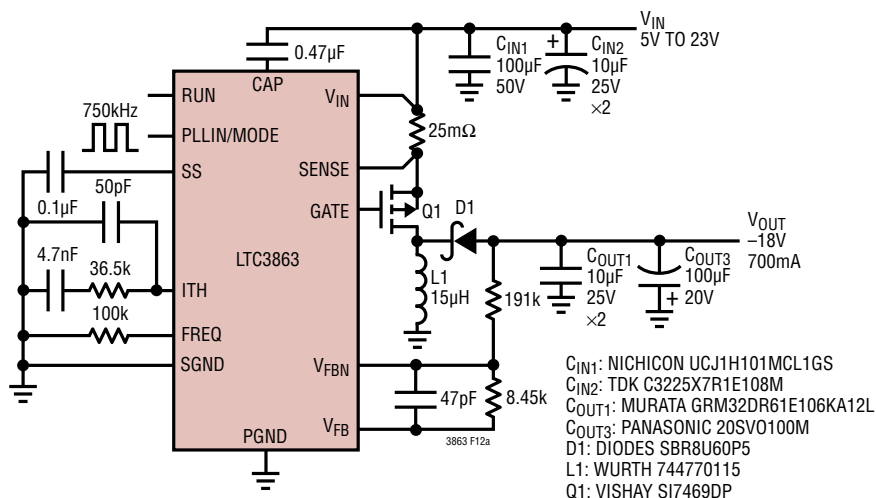 VIN
5V TO 23V
CIN1
100µF
50V
+
CIN2
10µF
25V
×2
0.47µF
CAP
RUN
VIN
750kHz
PLLIN/MODE
25mΩ
SS
SENSE
50pF
0.1µF
GATE
Q1
D1
VOUT
–18V
700mA
LTC3863
4.7nF
36.5k
ITH
L1
15µH
191k
COUT1
10µF
25V
×2
COUT3
100µF
+ 20V
100k
FREQ
SGND
VFBN
47pF
8.45k
VFB
PGND
3863 F12a
CIN1: NICHICON UCJ1H101MCL1GS
CIN2: TDK C3225X7R1E108M
COUT1: MURATA GRM32DR61E106KA12L
COUT3: PANASONIC 20SVO100M
D1: DIODES SBR8U60P5
L1: WURTH 744770115
Q1: VISHAY SI7469DP